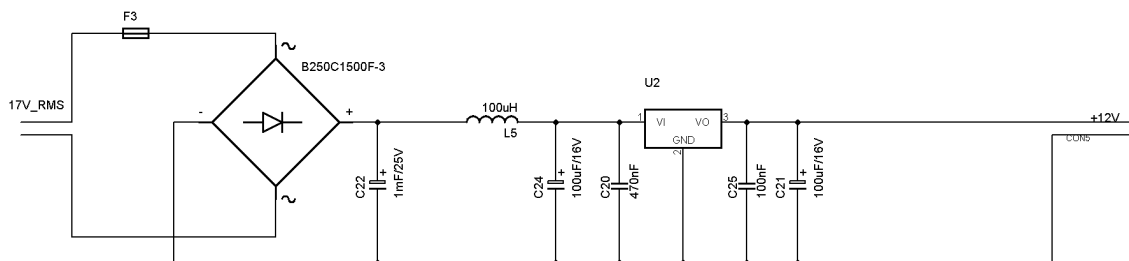 F3
B250C1500F-3
17V_RMS
-
+
100uH
L5
C22
1mF/25V
+
C24
100uF/16V
+
C20
470nF
U2
1
VI
VO
3
GND
2
C25
100nF
C21
100uF/16V
+
+12V
CON5